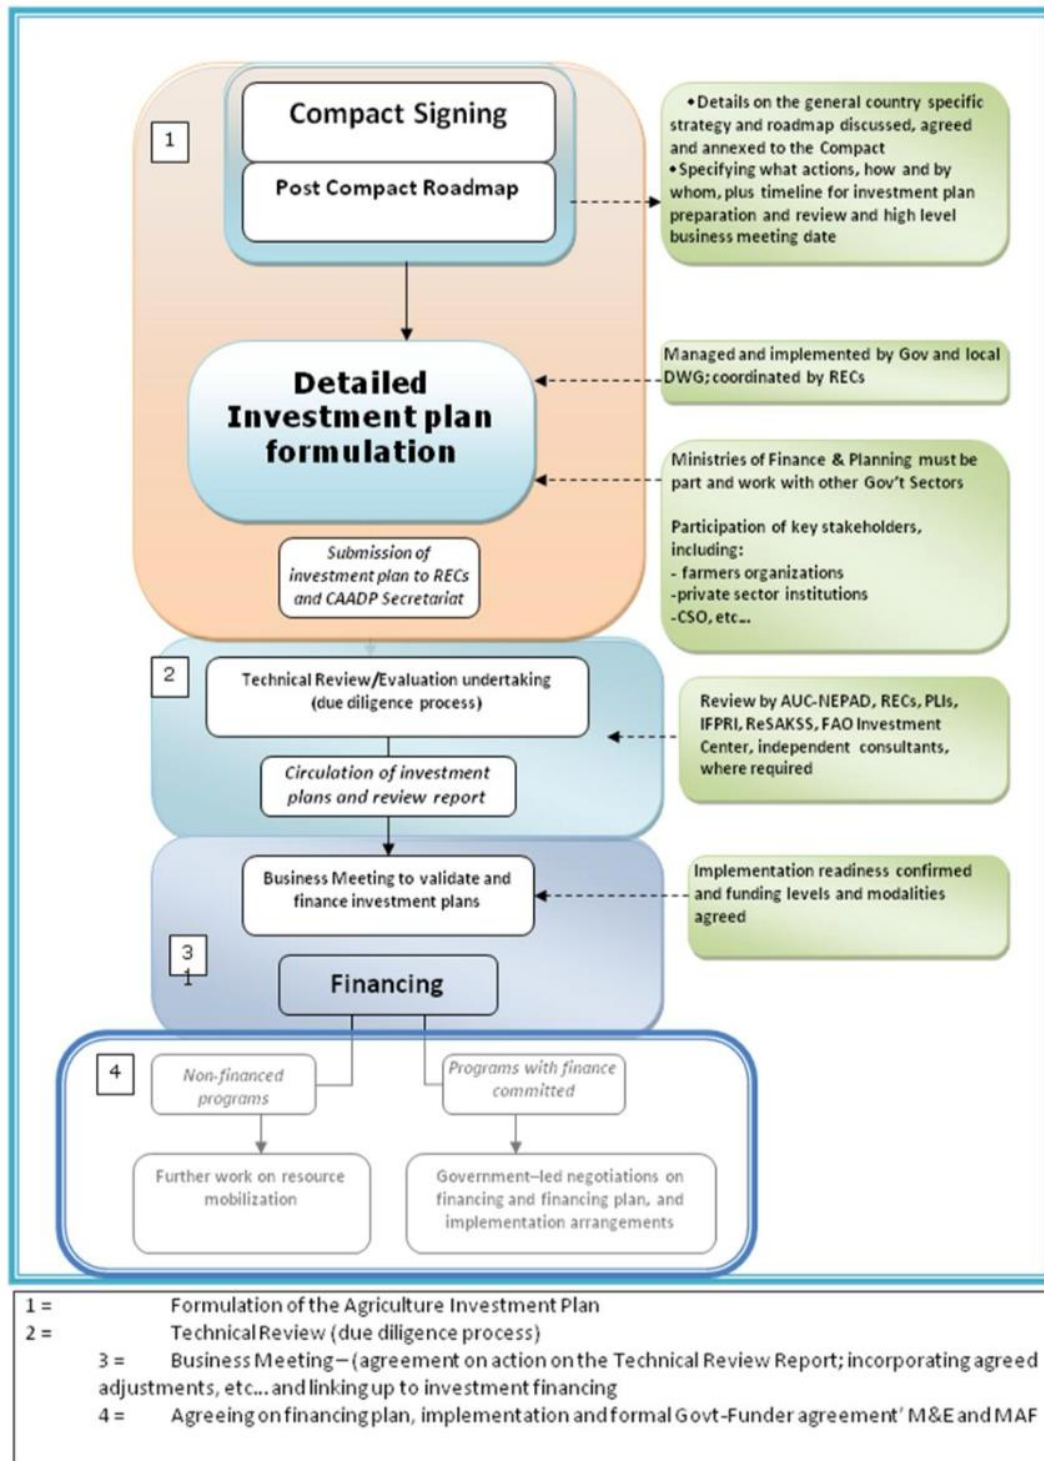 1
Compact Signing
Post Compact Roadmap
•Details on the general country specific
strategy and roadmap discussed, agreed
and annexed to the Compact
•Specifying what actions, how and by
whom, plus timeline for investment plan
preparation and review and high level
business meeting date
Detailed
Investment plan
formulation
Managed and implemented by Gov and local
DWG; coordinated by RECs
Ministries of Finance & Planning must be
part and work with other Gov't Sectors
Participation of key stakeholders,
including:
- farmers organizations
-private sector institutions
-CSO, etc...
Submission of
investment plan to RECs
and CAADP Secretariat
2
Technical Review/Evaluation undertaking
(due diligence process)
Circulation of investment
plans and review report
Review by AUC-NEPAD, RECs, PLIs,
IFPRI, ReSAKSS, FAO Investment
Center, independent consultants,
where required
Business Meeting to validate and
finance investment plans
Implementation readiness confirmed
and funding levels and modalities
agreed
3
1
Financing
4
Non-financed
programs
Programs with finance
committed
Further work on resource
mobilization
Government–led negotiations on
financing and financing plan, and
implementation arrangements
1 = Formulation of the Agriculture Investment Plan
2 = Technical Review (due diligence process)
3 = Business Meeting – (agreement on action on the Technical Review Report; incorporating agreed
adjustments, etc... and linking up to investment financing
4 = Agreeing on financing plan, implementation and formal Govt-Funder agreement' M&E and MAF